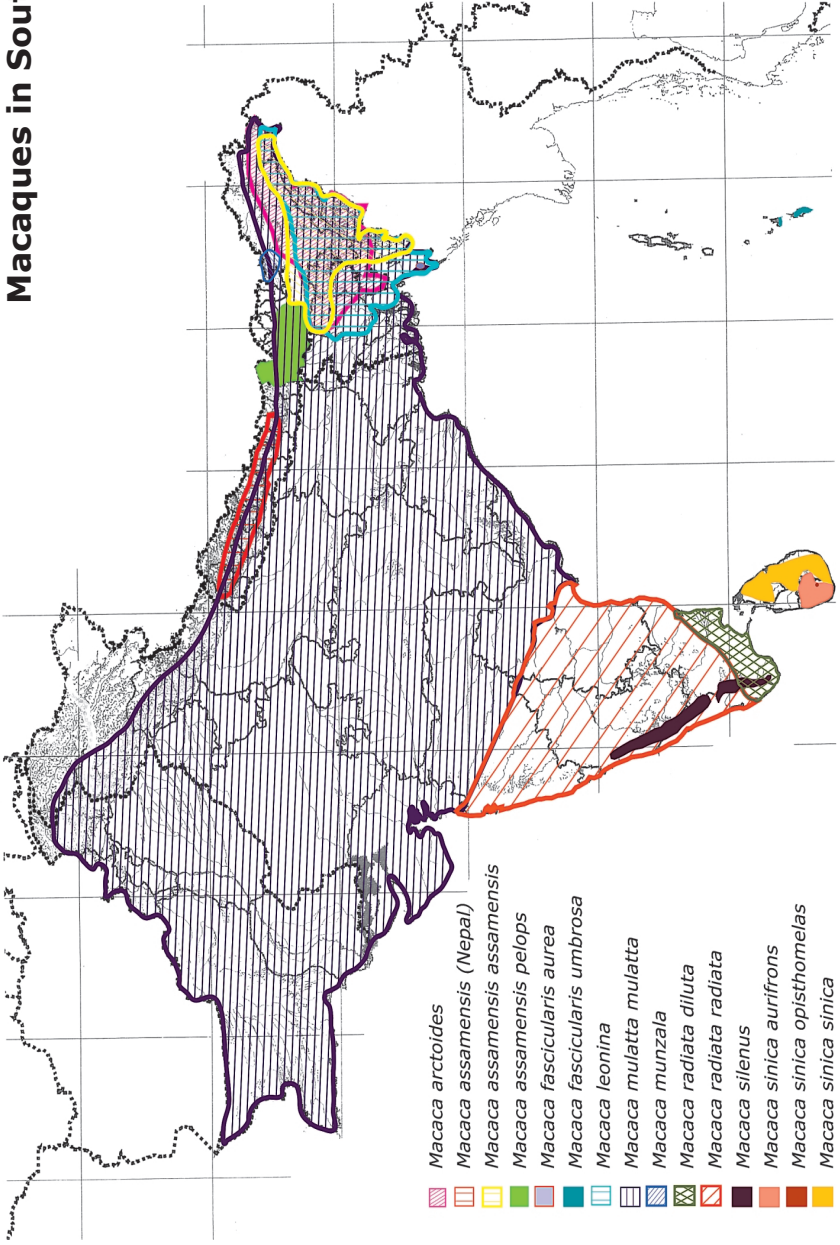 Macaques in Sou
Macaca arctoides
Macaca assamensis (Nepal)
Macaca assamensis assamensis
Macaca assamensis pelops
Macaca fascicularis aurea
Macaca fascicularis umbrosa
Macaca leonina
Macaca mulatta mulatta
Macaca munzala
Macaca radiata diluta
Macaca radiata radiata
Macaca silenus
Macaca sinica aurifrons
Macaca sinica opisthomelas
Macaca sinica sinica